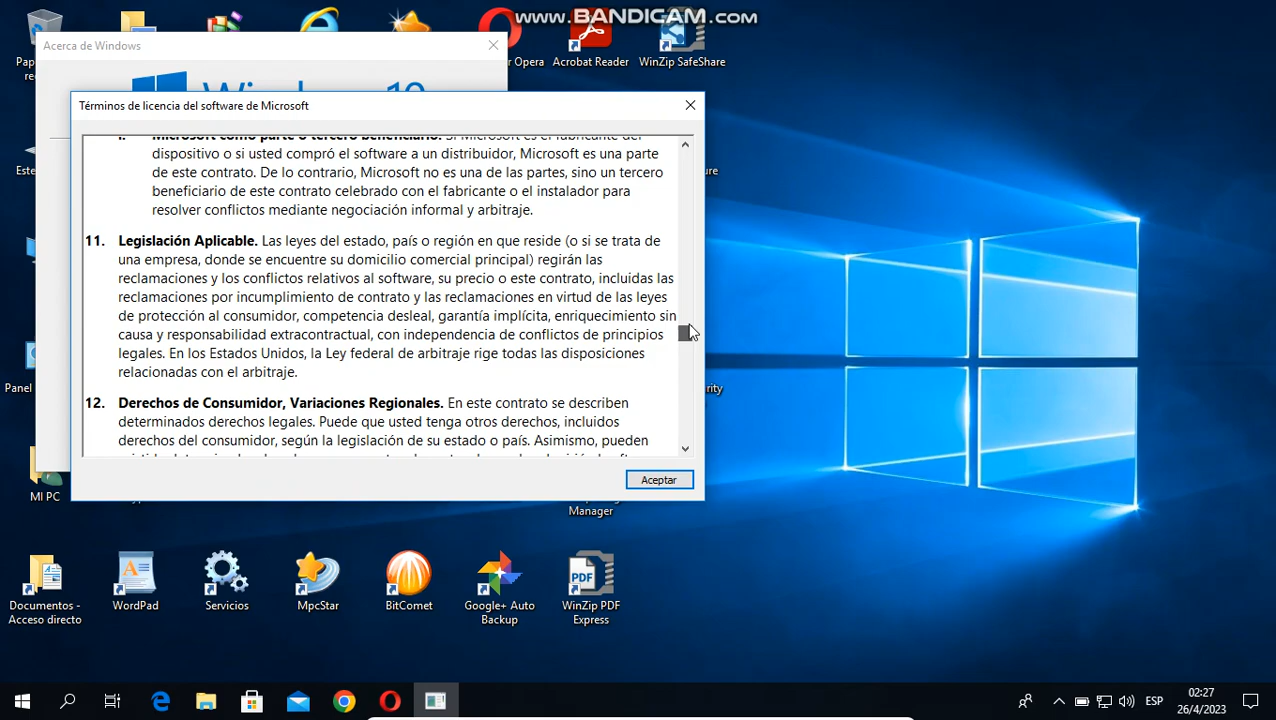 www.BANDICAM.com
Acerca de Windows
Opera
Acrobat Reader
WinZip SafeShare
Términos de licencia del software de Microsoft
dispositivo o si usted compró el software a un distribuidor, Microsoft es una parte
de este contrato. De lo contrario, Microsoft no es una de las partes, sino un tercero
beneficiario de este contrato celebrado con el fabricante o el instalador para
resolver conflictos mediante negociación informal y arbitraje.
11. Legislación Aplicable. Las leyes del estado, país o región en que reside (o si se trata de
una empresa, donde se encuentre su domicilio comercial principal) regirán las
reclamaciones y los conflictos relativos al software, su precio o este contrato, incluidas las
reclamaciones por incumplimiento de contrato y las reclamaciones en virtud de las leyes
de protección al consumidor, competencia desleal, garantía implícita, enriquecimiento sin
causa y responsabilidad extracontractual, con independencia de conflictos de principios
legales. En los Estados Unidos, la Ley federal de arbitraje rige todas las disposiciones
relacionadas con el arbitraje.
12. Derechos de Consumidor, Variaciones Regionales. En este contrato se describen
determinados derechos legales. Puede que usted tenga otros derechos, incluidos
derechos del consumidor, según la legislación de su estado o país. Asimismo, pueden
Aceptar
Panel
MI PC
Manager
Documentos -
Acceso directo
WordPad
Servicios
MpcStar
BitComet
Google+ Auto
Backup
WinZip PDF
Express
ESP
02:27
26/4/2023